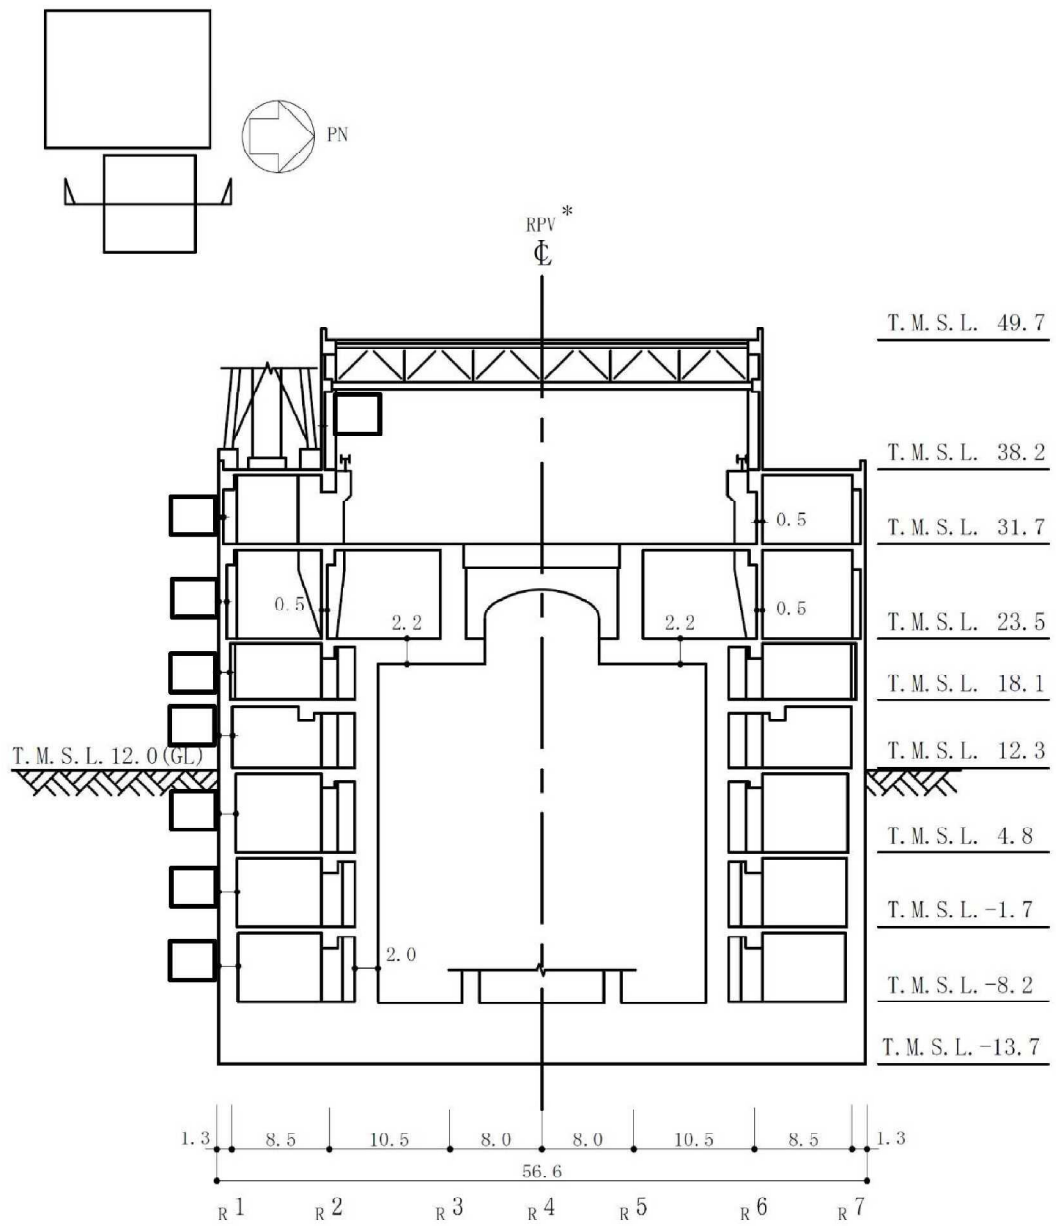 PN
RPV *
℄
T. M. S. L. 49.7
T. M. S. L. 38.2
0.5
T. M. S. L. 31.7
0.5
0.5
2.2
2.2
T. M. S. L. 23.5
T. M. S. L. 18.1
T. M. S. L. 12.0 (GL)
T. M. S. L. 12.3
T. M. S. L. 4.8
T. M. S. L. -1.7
2.0
T. M. S. L. -8.2
T. M. S. L. -13.7
1.3 8.5 10.5 8.0 8.0 10.5 8.5 1.3
56.6
R1 R2 R3 R4 R5 R6 R7